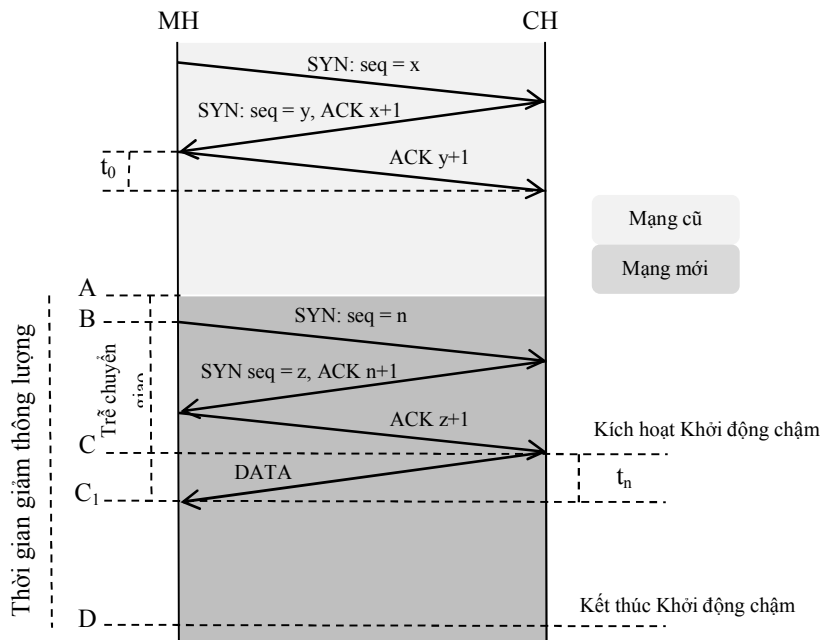 MH
CH
SYN: seq = x
SYN: seq = y, ACK x+1
ACK y+1
t0
Mạng cũ
Mạng mới
A
B
SYN: seq = n
SYN seq = z, ACK n+1
ACK z+1
Trễ chuyển
giao
Thời gian giảm thông lượng
C
Kích hoạt Khởi động chậm
DATA
tn
C1
D
Kết thúc Khởi động chậm